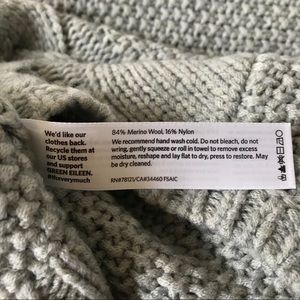 We'd like our
clothes back.
Recycle them at
our US stores
and support
GREEN EILEEN.
84% Merino Wool, 16% Nylon
We recommend hand wash cold. Do not bleach, do not
wring, gently squeeze or roll in towel to remove excess
moisture, reshape and lay flat to dry, press to restore. May
be dry cleaned.
RN#78121/CA#34460 FSAIC